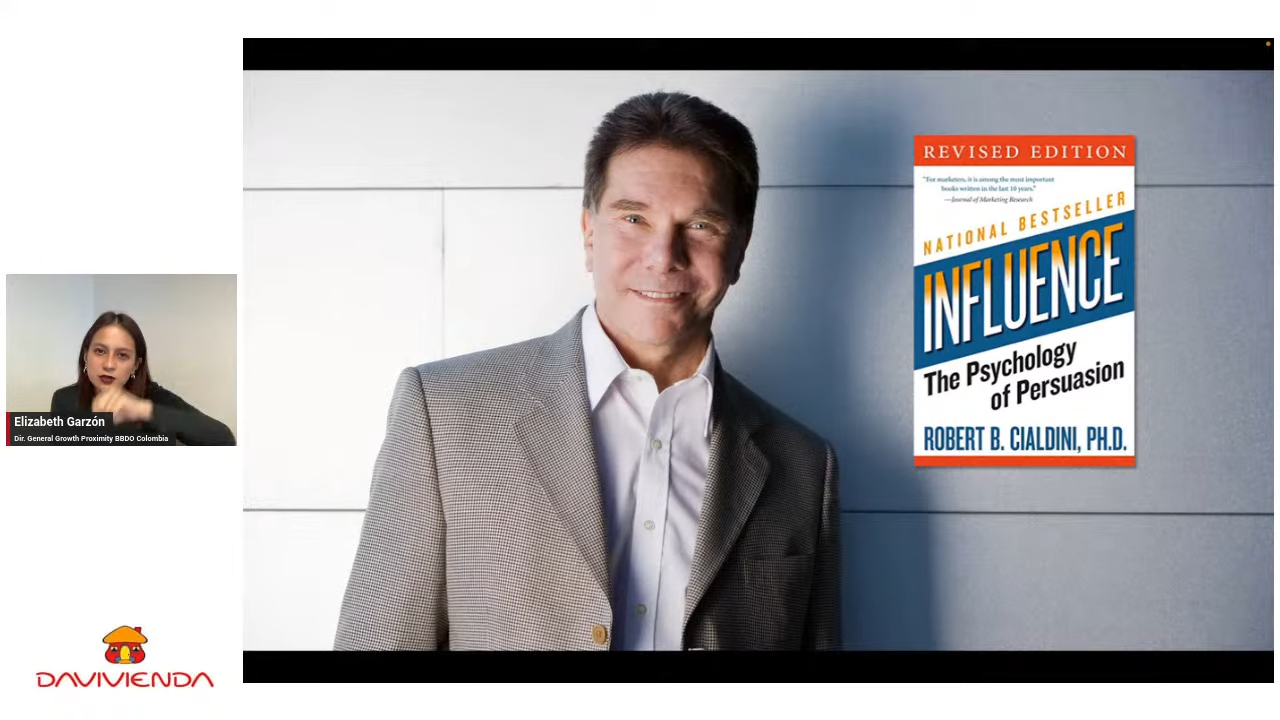 Elizabeth Garzón
Dir. General Growth Proximity BBDO Colombia
DAVIVIENDA
REVISED EDITION
"For marketers, it is among the most important
books written in the last 10 years."
—Journal of Marketing Research
NATIONAL BESTSELLER
INFLUENCE
The Psychology
of Persuasion
ROBERT B. CIALDINI, PH.D.